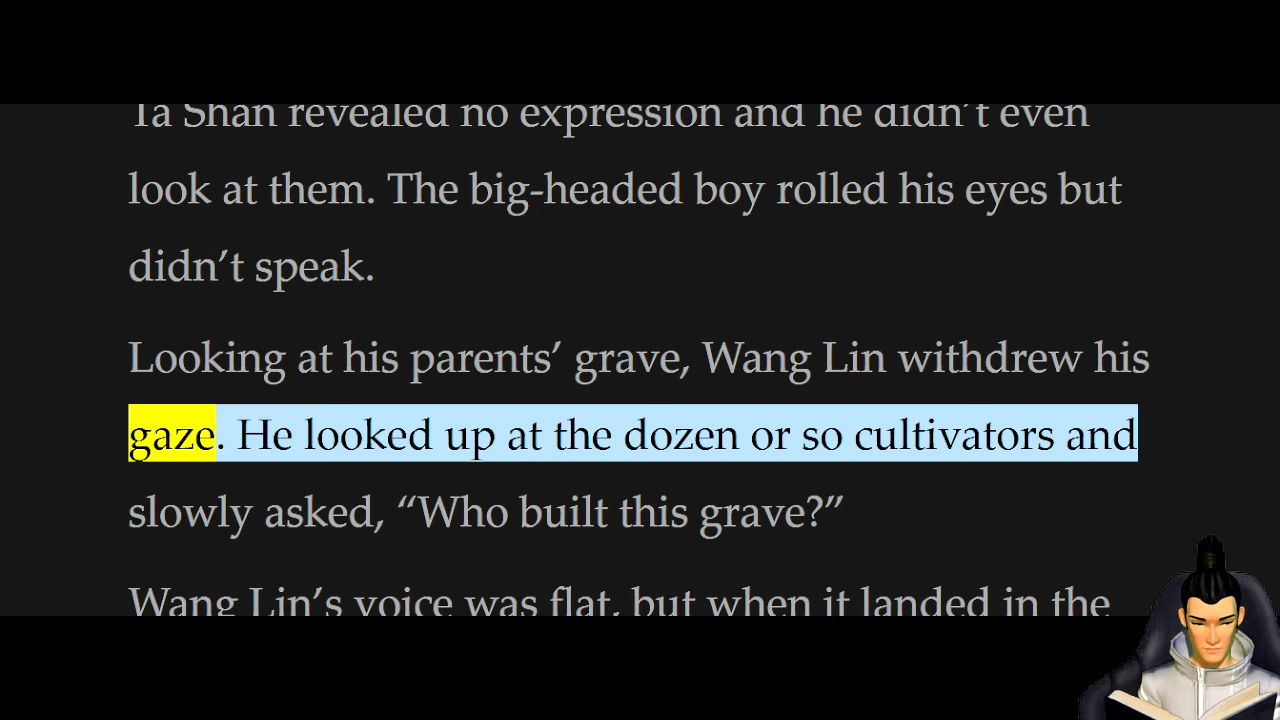 Ta Shan revealed no expression and he didn’t even
look at them. The big-headed boy rolled his eyes but
didn’t speak.
Looking at his parents’ grave, Wang Lin withdrew his
gaze. He looked up at the dozen or so cultivators and
slowly asked, “Who built this grave?”
Wang Lin’s voice was flat, but when it landed in the